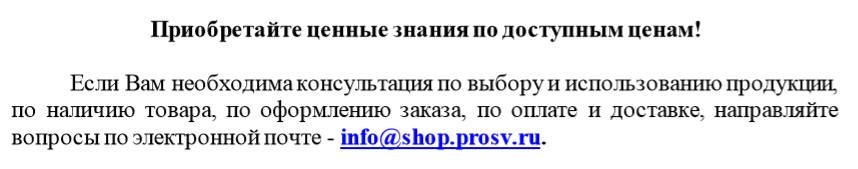 Приобретайте ценные знания по доступным ценам!
Если Вам необходима консультация по выбору и использованию продукции,
по наличию товара, по оформлению заказа, по оплате и доставке, направляйте
вопросы по электронной почте - info@shop.prosv.ru.